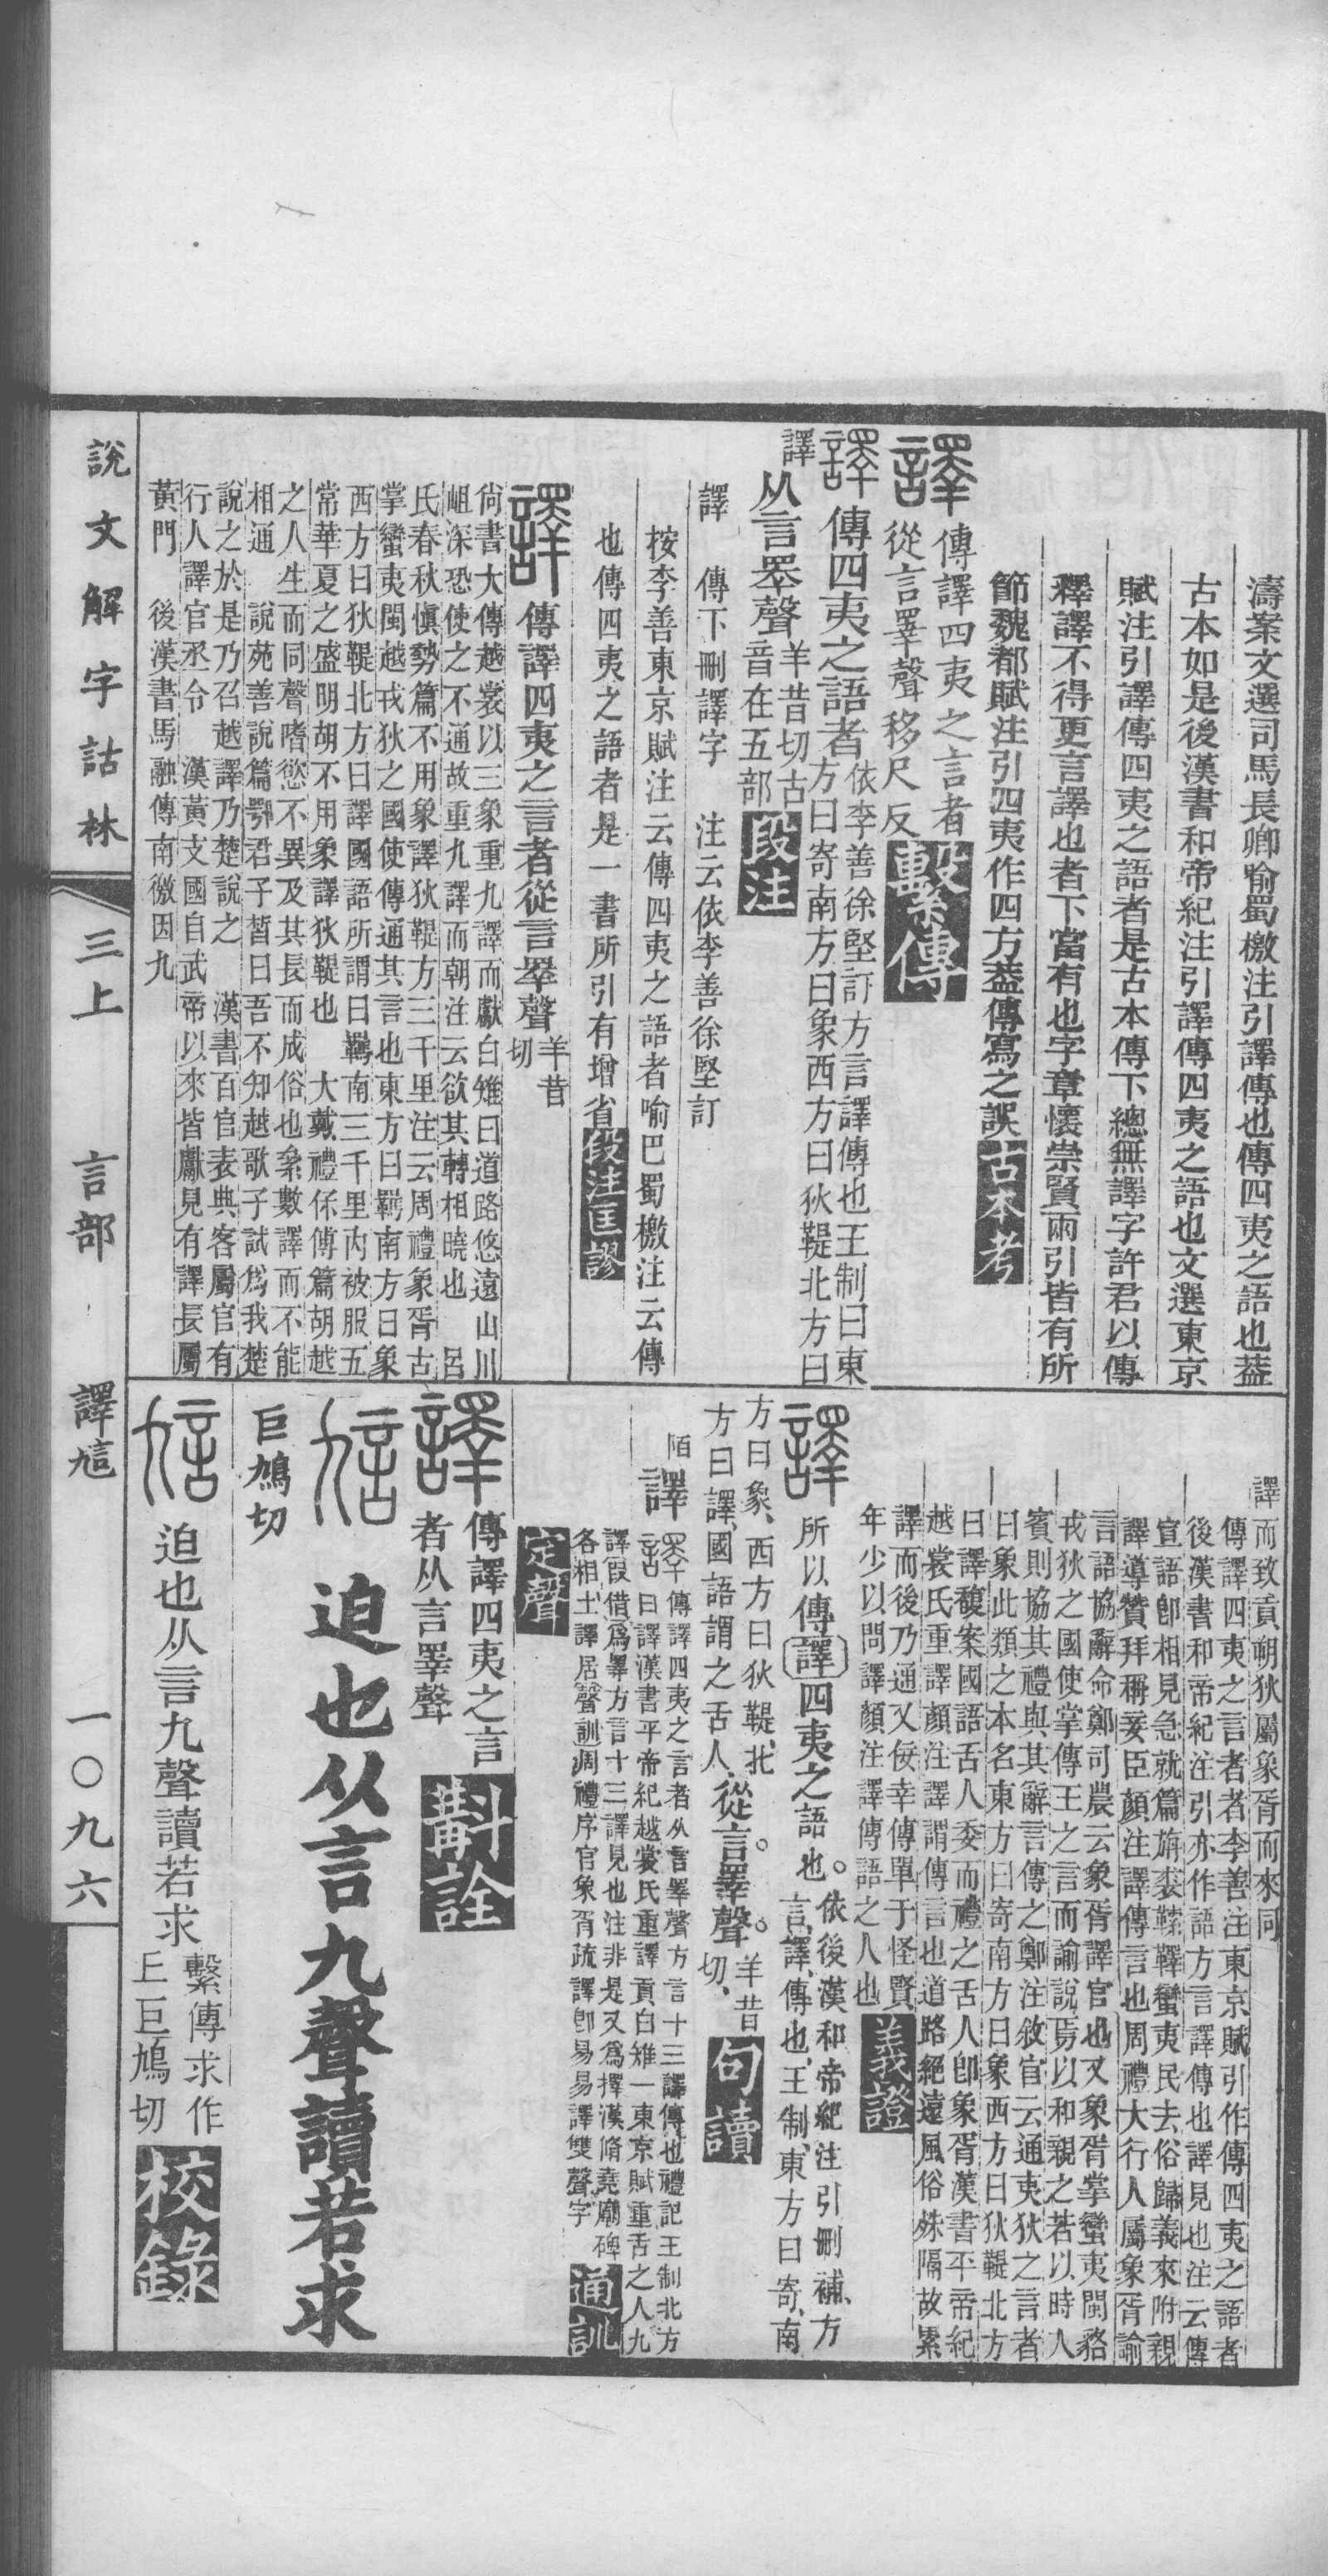 濤案文選司馬長卿喻蜀檄注引譯傳也傳四夷之語也葢
古本如是後漢書和帝紀注引譯傳四夷之語也文選東京
賦注引譯傳四夷之語者是古本傳下總無譯字許君以傳
釋譯不得更言譯也者下當有也字章懷崇賢兩引皆有所
節魏都賦注引四夷作四方葢傳寫之誤古本考
譯
傳譯四夷之言者
從言睪聲移尺反
繫傳
譯傳四夷之語者
依李善徐堅訂方言譯傳也王制曰東
方曰寄南方曰象西方曰狄鞮北方曰
譯
从言睪聲
羊昔切古
音在五部
段注
譯 傳下刪譯字 注云依李善徐堅訂
按李善東京賦注云傳四夷之語者喻巴蜀檄注云傳
也傳四夷之語者是一書所引有增省段注匡謬
譯傳譯四夷之言者從言睪聲
羊昔
切
尙書大傳越裳以三象重九譯而獻白雉曰道路悠遠山川
岨深恐使之不通故重九譯而朝注云欲其轉相曉也 呂
氏春秋愼勢篇不用象譯狄鞮方三千里注云周禮象胥古
掌蠻夷閩越戎狄之國使傳通其言也東方曰羈南方曰象
西方曰狄鞮北方曰譯國語所謂曰羈南三千里內被服五
常華夏之盛明胡不用象譯狄鞮也 大戴禮保傅篇胡越
之人生而同聲嗜慾不異及其長而成俗也絫數譯而不能
相通 說苑善說篇鄂君子晳曰吾不知越歌子試爲我楚
說之於是乃召越譯乃楚說之 漢書百官表典客屬官有
行人譯官丞令 漢黃支國自武帝以來皆獻見有譯長屬
黃門 後漢書馬融傳南徼因九
譯而致貢朔狄屬象胥而來同
傳譯四夷之言者者李善注東京賦引作傳四夷之語者
後漢書和帝紀注引亦作語方言譯傳也譯見也注云傳
宣語卽相見急就篇旃裘䩞鞸蠻夷民去俗歸義來附親
譯導贊拜稱妾臣顏注譯傳言也周禮大行人屬象胥諭
言語協辭命鄭司農云象胥譯官也又象胥掌蠻夷閩貉
戎狄之國使掌傳王之言而諭說焉以和親之若以時入
賓則協其禮與其辭言傳之鄭注敘官云通夷狄之言者
曰象此類之本名東方曰寄南方曰象西方曰狄鞮北方
曰譯馥案國語舌人委而禮之舌人卽象胥漢書平帝紀
越裳氏重譯顏注譯謂傳言也道路絕遠風俗殊隔故累
譯而後乃通又佞幸傳單于怪賢
年少以問譯顏注譯傳語之人也
義證
譯所以傳譯四夷之語也。
依後漢和帝紀注引刪補、方
言、譯、傳也、王制、東方曰寄、南
方曰象、西方曰狄鞮、北
方曰譯、國語謂之舌人、
從言。睪聲。
羊昔
切、
句讀
陌譯
傳譯四夷之言者从言睪聲方言十三譯傳也禮記王制北方
曰譯漢書平帝紀越裳氏重譯貢白雉一東京賦重舌之人九
譯叚借爲睪方言十三譯見也注非是又爲擇漢脩堯廟碑
各相土譯居聲訓周禮序官象胥疏譯卽易易譯雙聲字
通訓定聲
譯
傳譯四夷之言
者从言睪聲
斠詮
訄迫也从言九聲讀若求
巨鳩切
訄迫也从言九聲讀若求
繫傳求作
丘巨鳩切
校錄
說文解字詁林 三上 言部 譯訄 一〇九六